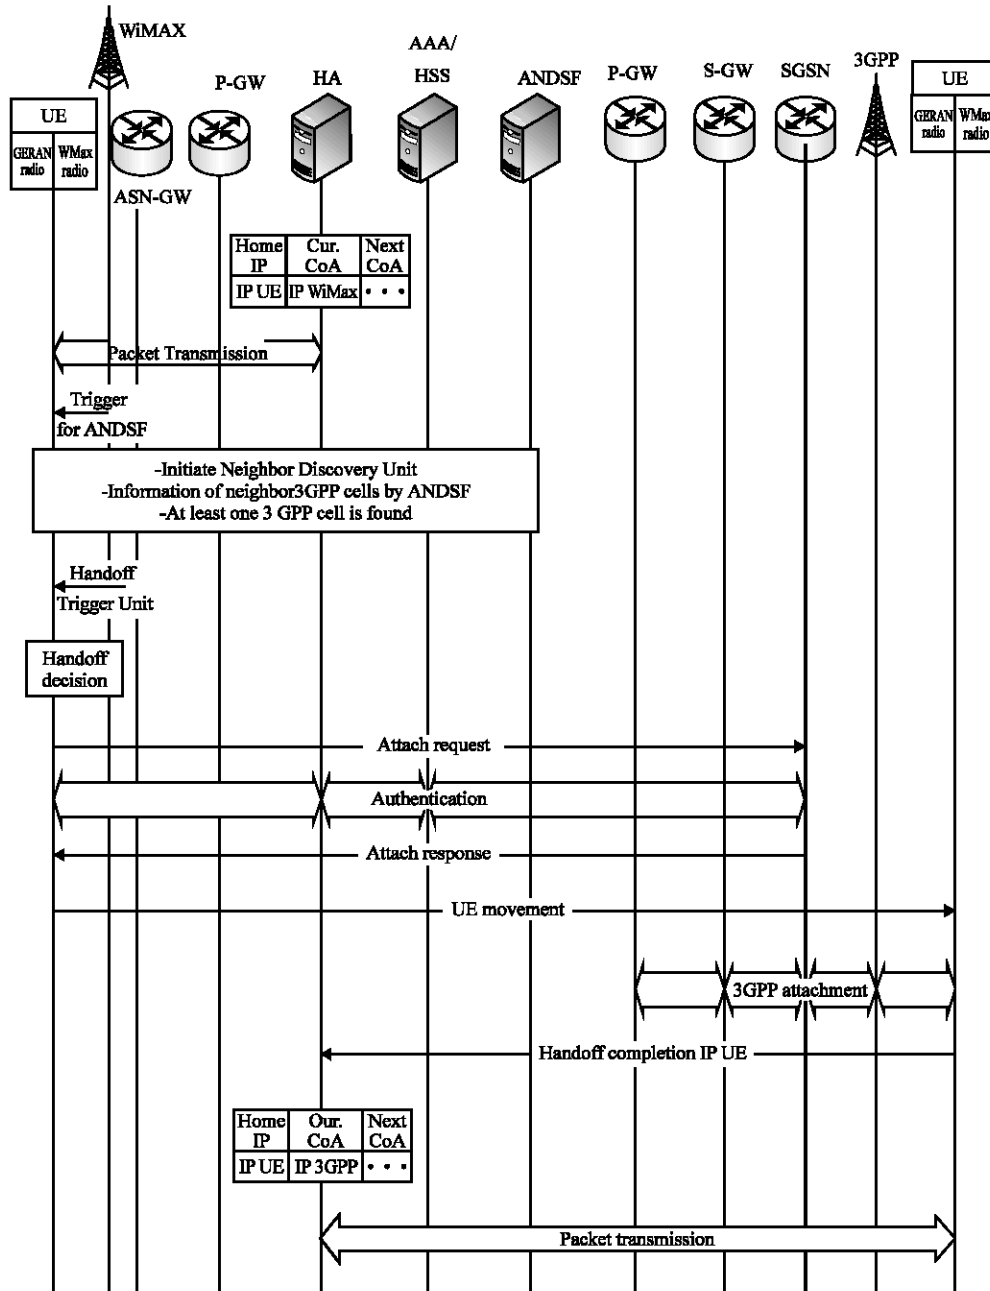 WiMAX
AAA/
HSS
P-GW
HA
ANDSF
P-GW
S-GW
SGSN
3GPP
UE
GERAN radio
WMax radio
UE
GERAN radio
WMax radio
ASN-GW
Home IP
Cur. CoA
Next CoA
IP UE
IP WiMax
• • •
Packet Transmission
Trigger
for ANDSF
-Initiate Neighbor Discovery Unit
-Information of neighbor3GPP cells by ANDSF
-At least one 3 GPP cell is found
Handoff
Trigger Unit
Handoff
decision
Attach request
Authentication
Attach response
UE movement
3GPP attachment
Handoff completion IP UE
Home IP
Our. CoA
Next CoA
IP UE
IP 3GPP
• • •
Packet transmission